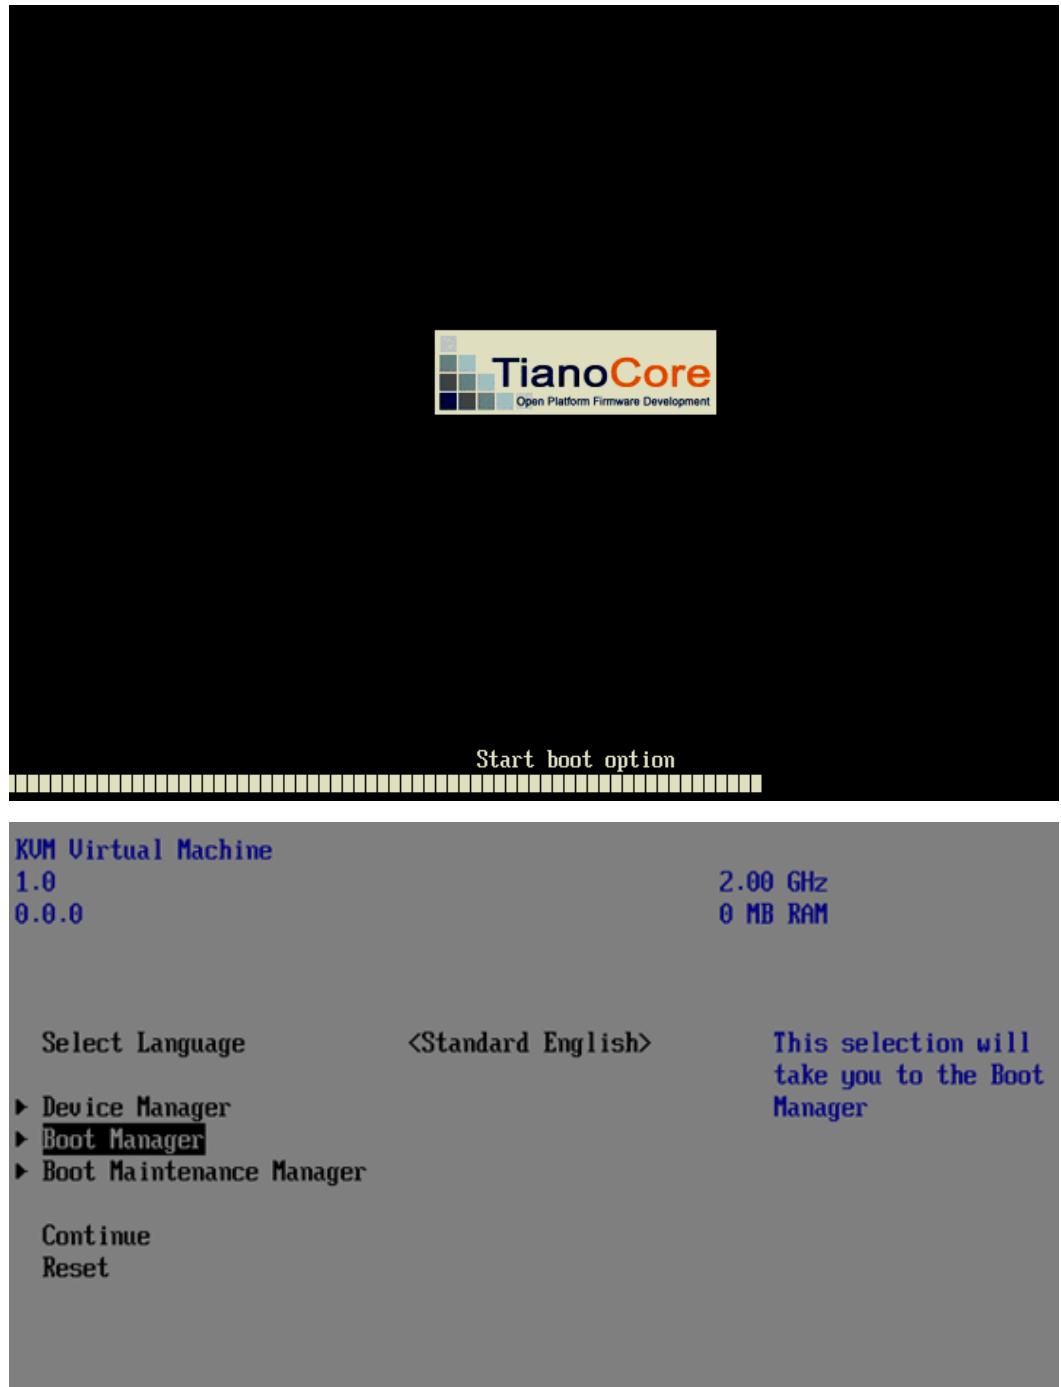 TianoCore
Open Platform Firmware Development
Start boot option
KVM Virtual Machine
1.0 2.00 GHz
0.0.0 0 MB RAM
Select Language <Standard English> This selection will
take you to the Boot
Device Manager Manager
Boot Manager
Boot Maintenance Manager
Continue
Reset